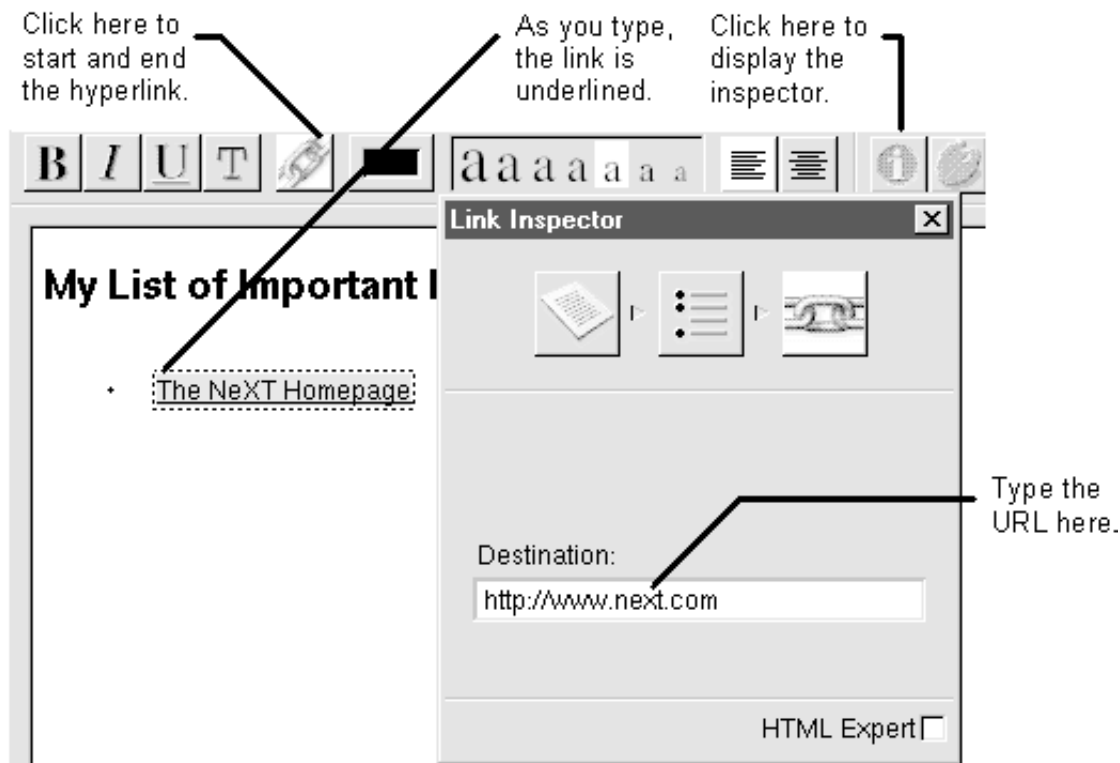 Click here to
start and end
the hyperlink.
As you type,
the link is
underlined.
Click here to
display the
inspector.
B I U T a a a a a a a
Link Inspector
My List of Important
• The NeXT Homepage
Type the
URL here.
Destination:
http://www.next.com
HTML Expert